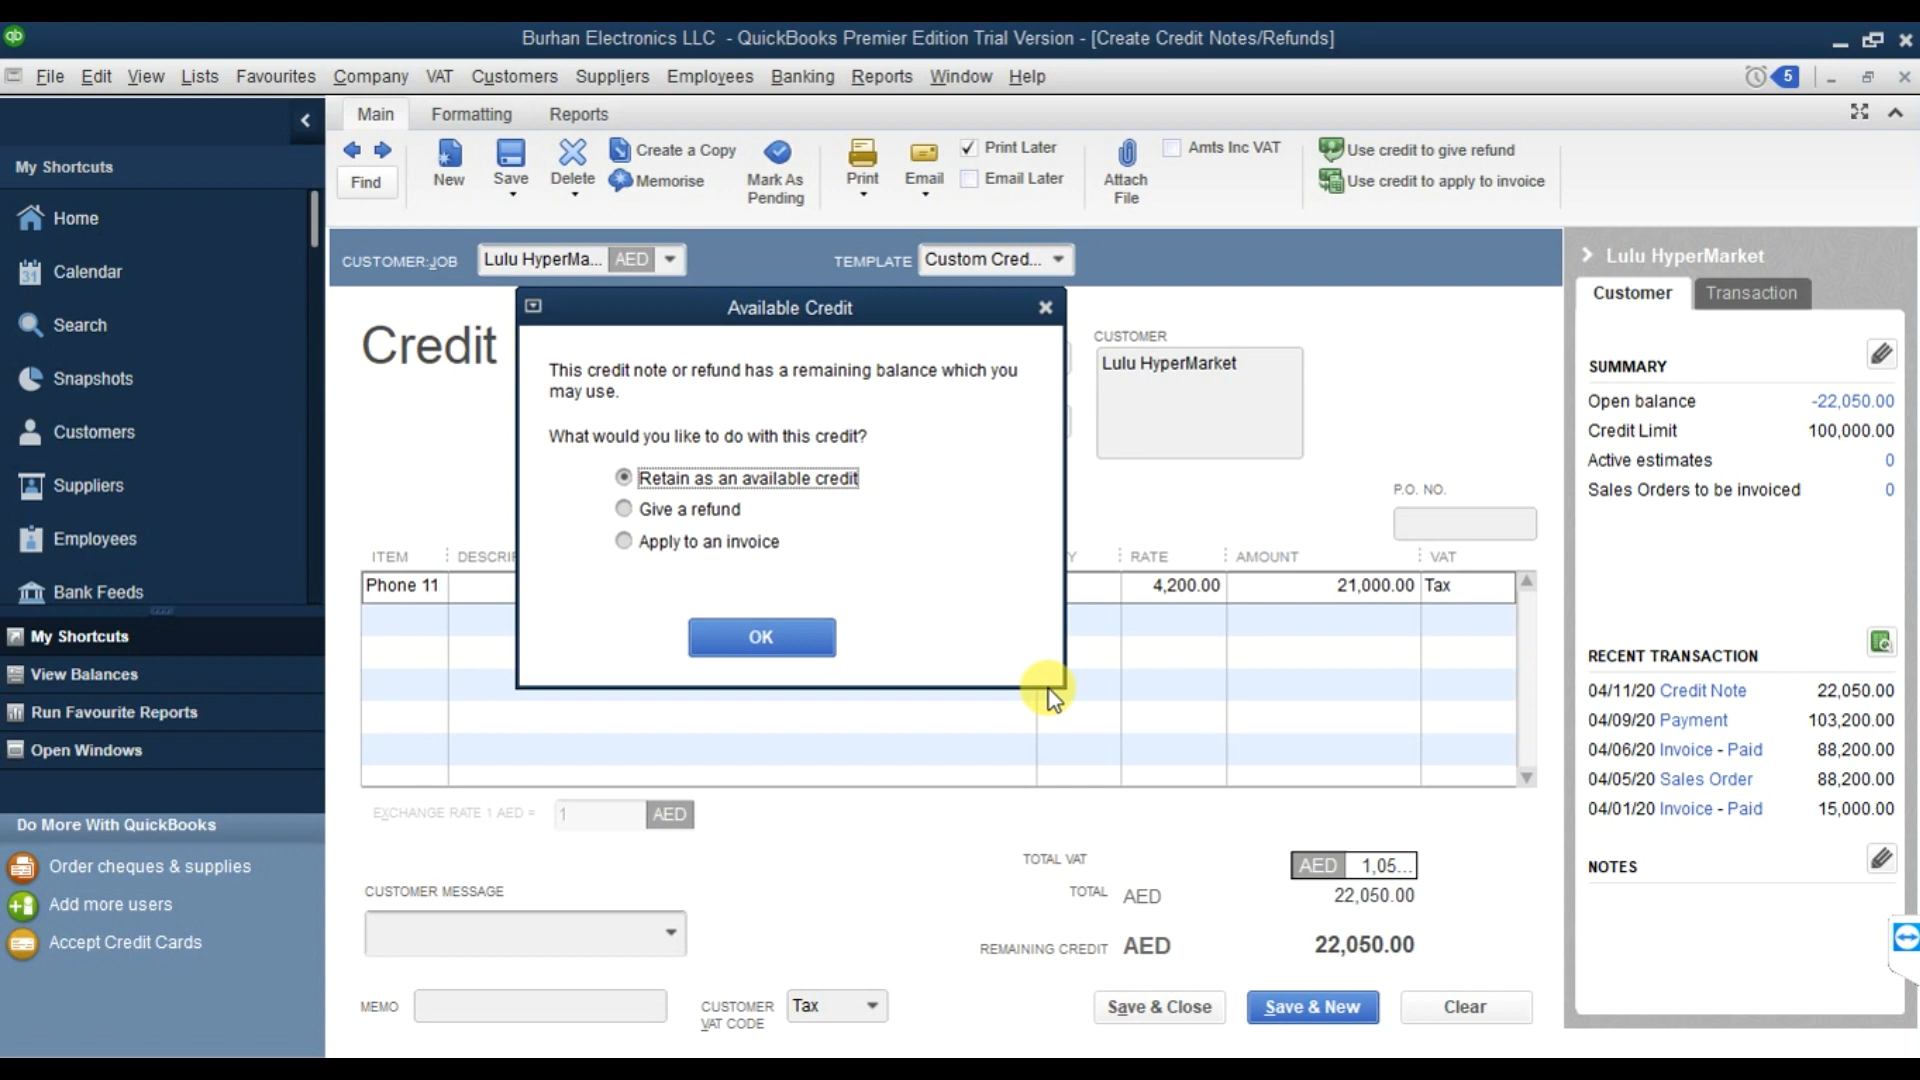 qb
Burhan Electronics LLC - QuickBooks Premier Edition Trial Version - [Create Credit Notes/Refunds]
File Edit View Lists Favourites Company VAT Customers Suppliers Employees Banking Reports Window Help
5
My Shortcuts
Home
31
Calendar
Search
Snapshots
Customers
Suppliers
Employees
Bank Feeds
My Shortcuts
View Balances
Run Favourite Reports
Open Windows
Do More With QuickBooks
Order cheques & supplies
Add more users
Accept Credit Cards
Main Formatting Reports
Find
New
Save
Delete
Create a Copy
Memorise
Mark As
Pending
Print
Email
Print Later
Email Later
Attach
File
Amts Inc VAT
Use credit to give refund
Use credit to apply to invoice
CUSTOMER:JOB Lulu HyperMa... AED
TEMPLATE Custom Cred...
Credit
CUSTOMER
Lulu HyperMarket
P.O. NO.
Available Credit
This credit note or refund has a remaining balance which you
may use.
What would you like to do with this credit?
Retain as an available credit
Give a refund
Apply to an invoice
OK
ITEM RATE AMOUNT VAT
Phone 11 4,200.00 21,000.00 Tax
EXCHANGE RATE 1 AED = 1 AED
TOTAL VAT AED 1,05...
TOTAL AED 22,050.00
REMAINING CREDIT AED 22,050.00
CUSTOMER MESSAGE
MEMO
CUSTOMER
VAT CODE
Tax
Save & Close
Save & New
Clear
Lulu HyperMarket
Customer Transaction
SUMMARY
Open balance -22,050.00
Credit Limit 100,000.00
Active estimates 0
Sales Orders to be invoiced 0
RECENT TRANSACTION
04/11/20 Credit Note 22,050.00
04/09/20 Payment 103,200.00
04/06/20 Invoice - Paid 88,200.00
04/05/20 Sales Order 88,200.00
04/01/20 Invoice - Paid 15,000.00
NOTES